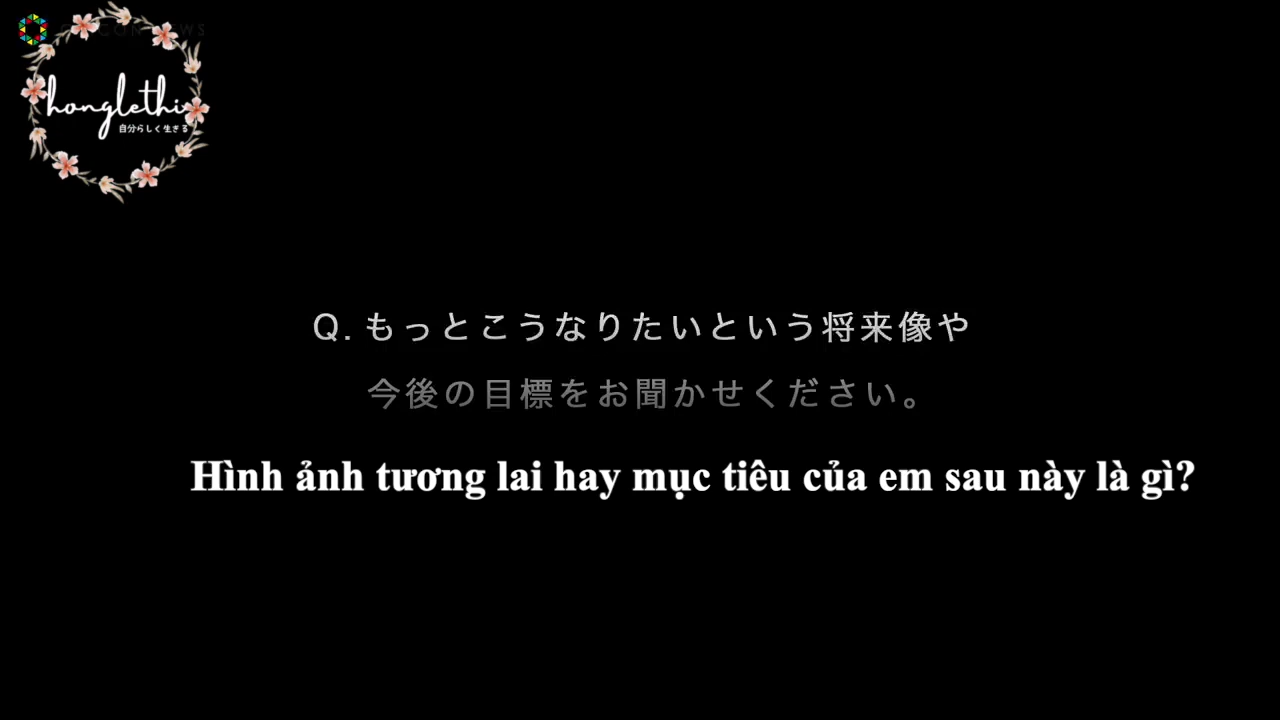 honglethi
自分らしく生きる
Q. もっとこうなりたいという将来像や
今後の目標をお聞かせください。
Hình ảnh tương lai hay mục tiêu của em sau này là gì?